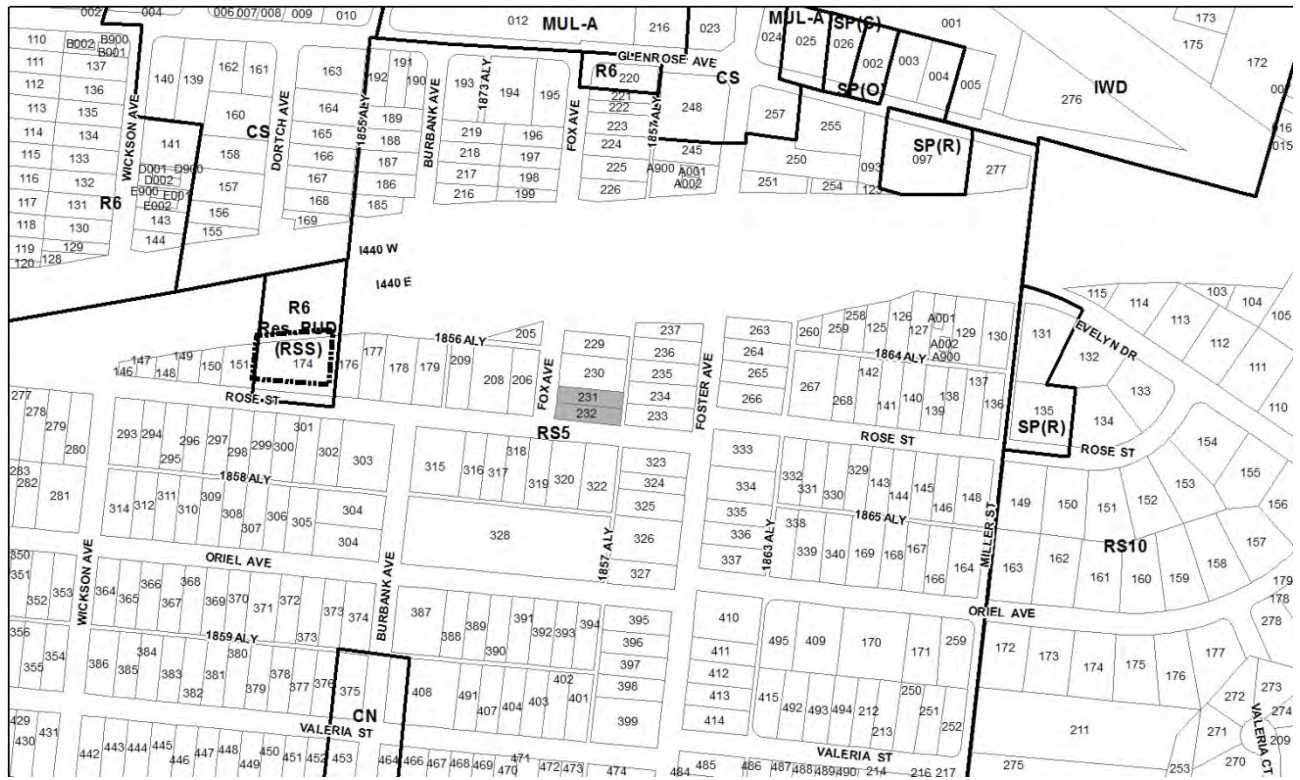 002 004 006 007 008 009 010 012 MUL-A 216 023 MUL-A SP(S) 001 173
110 B002 B900 B001 024 025 026 175
111 137 140 139 162 161 163 192 191 190 193 1873 ALY 194 195 GLENROSE AVE R6 220 CS 002 003 004 005 276 IWD 172
112 136 SP(O)
113 135 WICKSON AVE 141 160 CS DORTCH AVE 164 1855 ALY 189 BURBANK AVE FOX AVE 221 222 1857 ALY 248 257 255
114 134 158 165 188 219 196 223 SP(R) 016
115 133 D001 D900 D002 166 187 218 197 224 245 250 093 097 277 015
116 132 E900 E001 157 167 186 217 198 225 A900 A001 A002 251 254 123
117 R6 131 E002 156 168 185 216 199 226
118 130 143 155 169
119 129 144
120 128
I440 W
I440 E
R6
Res. PUD
(RSS)
115 114 103 104
205 237 263 260 259 258 125 126 127 A001 129 130 131 EVELYN DR 113 105
147 149 1856 ALY 229 236 264 A002 A900 132 112
146 148 150 151 174 176 177 178 179 209 208 206 FOX AVE 230 235 FOSTER AVE 265 1864 ALY 111
277 ROSE ST 231 234 266 267 268 142 141 140 139 138 137 136 135 133 110
278 232 233 SP(R) 134
279 RS5 ROSE ST ROSE ST
280 293 294 295 296 297 298 299 300 301 302 303 315 316 317 318 319 320 322 323 333 332 331 330 329 143 144 145 146 148 149 150 151 152 153 154 155 156
283 282 281 1858 ALY 324 334 1865 ALY
314 312 311 310 309 308 307 306 305 304 304 328 325 335 1863 ALY 338 MILLER ST RS10 157
326 336 339 340 169 168 167 166 164 163 162 161 160 159 158
WICKSON AVE ORIEL AVE 1857 ALY 327 337 179
350 351 352 353 364 365 366 367 368 369 370 371 372 373 373 374 BURBANK AVE 387 388 389 390 391 392 393 394 395 410 ORIEL AVE 178 278
356 355 354 1859 ALY 396 411 495 409 170 171 259 172 173 174 175 176 177
386 385 384 383 382 381 380 379 378 377 376 375 408 491 407 404 403 402 401 397 412
398 413 415 492 493 494 212 213 250 251 252 272 273 274
CN 399 414 211 271 VALERIA CT 209
429 430 431 VALERIA ST VALERIA ST 270
442 443 444 445 446 447 448 449 450 451 452 453 464 466 467 468 469 470 471 472 473 474 484 485 486 487 488 489 490 214 216 217 275 253